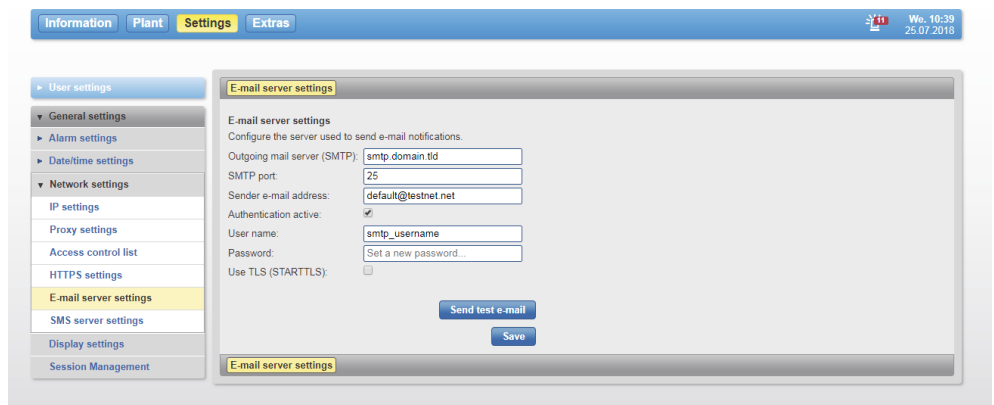 Information Plant Settings Extras 11 We. 10:39
25.07.2018
User settings
General settings
Alarm settings
Date/time settings
Network settings
IP settings
Proxy settings
Access control list
HTTPS settings
E-mail server settings
SMS server settings
Display settings
Session Management
E-mail server settings
E-mail server settings
Configure the server used to send e-mail notifications.
Outgoing mail server (SMTP): smtp.domain.tld
SMTP port: 25
Sender e-mail address: default@testnet.net
Authentication active:
User name: smtp_username
Password: Set a new password...
Use TLS (STARTTLS):
Send test e-mail
Save
E-mail server settings